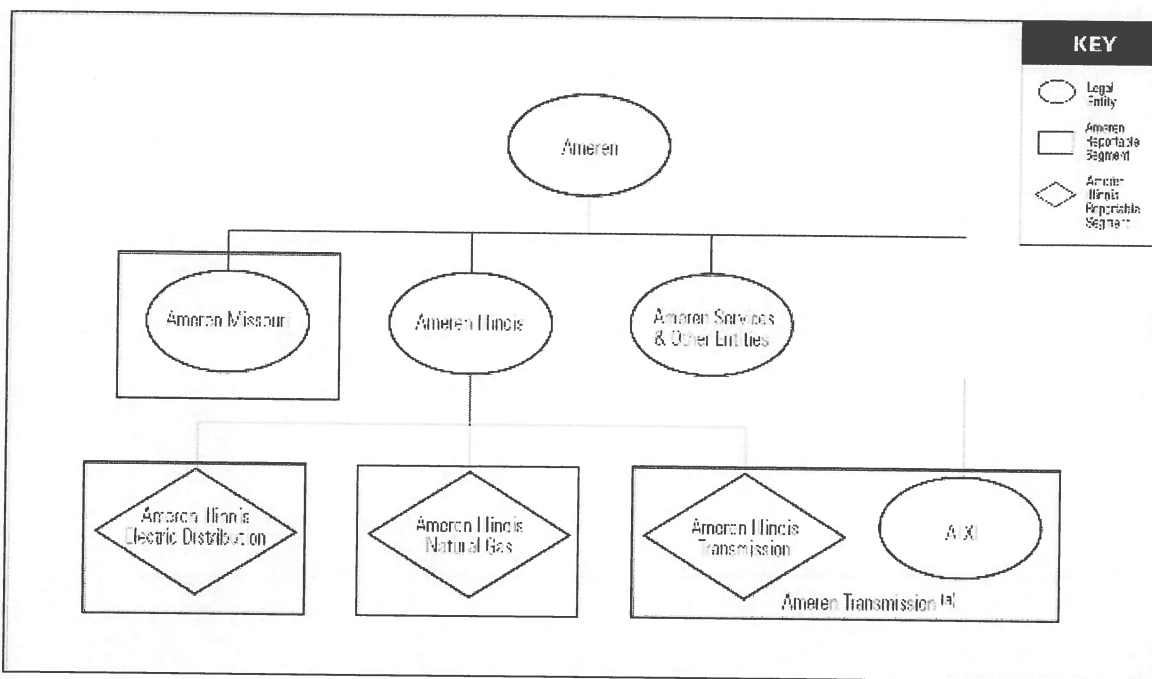 KEY
Legal
Entity
Ameren
Reportable
Segment
Ameren
Illinois
Reportable
Segment
Ameren
Ameren Missouri
Ameren Illinois
Ameren Services
& Other Entities
Ameren Illinois
Electric Distribution
Ameren Illinois
Natural Gas
Ameren Illinois
Transmission
ATXI
Ameren Transmission (a)